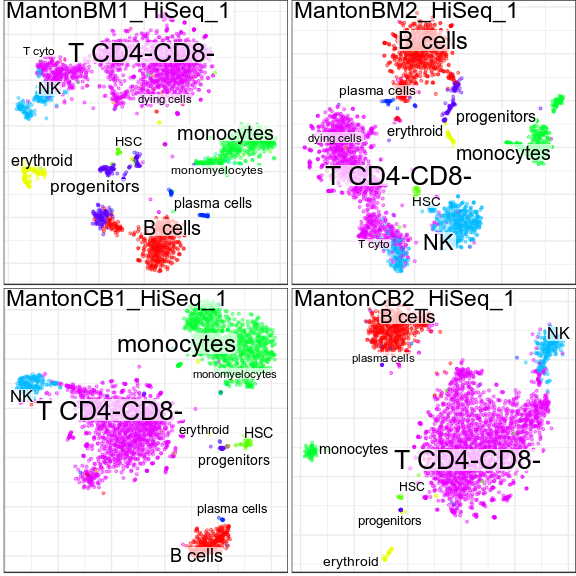 MantonBM1_HiSeq_1
T cyto
T CD4-CD8-
NK
dying cells
HSC
monocytes
erythroid
monomyelocytes
progenitors
plasma cells
B cells
MantonBM2_HiSeq_1
B cells
plasma cells
progenitors
erythroid
dying cells
monocytes
T CD4-CD8-
HSC
T cyto
NK
MantonCB1_HiSeq_1
monocytes
monomyelocytes
NK
T CD4-CD8-
erythroid
HSC
progenitors
plasma cells
B cells
MantonCB2_HiSeq_1
B cells
NK
plasma cells
monocytes
T CD4-CD8-
HSC
progenitors
erythroid